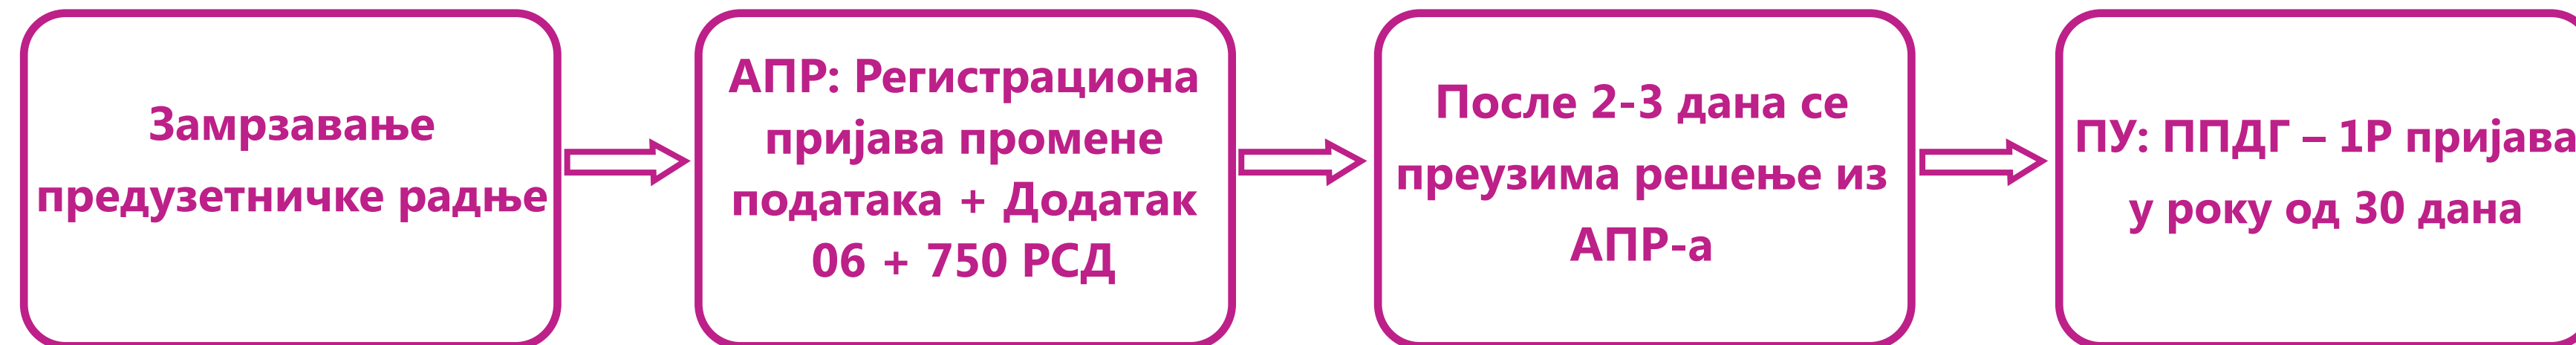 Замрзавање
предузетничке радње
АПР: Регистрациона
пријава промене
података + Додатак
06 + 750 РСД
После 2-3 дана се
преузима решење из
АПР-а
ПУ: ППДГ – 1Р пријава
у року од 30 дана